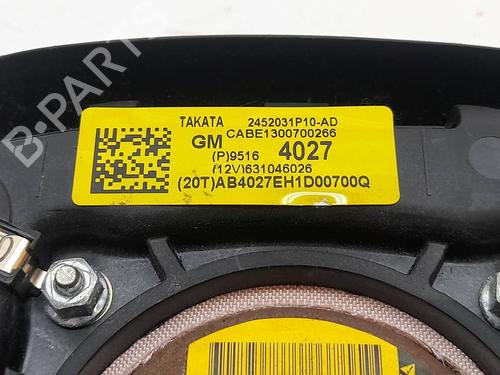 B-PARTS
TAKATA 2452031P10-AD
GM CABE1300700266
(P)9516 4027
(12V)631046026
(20T)AB4027EH1D00700Q